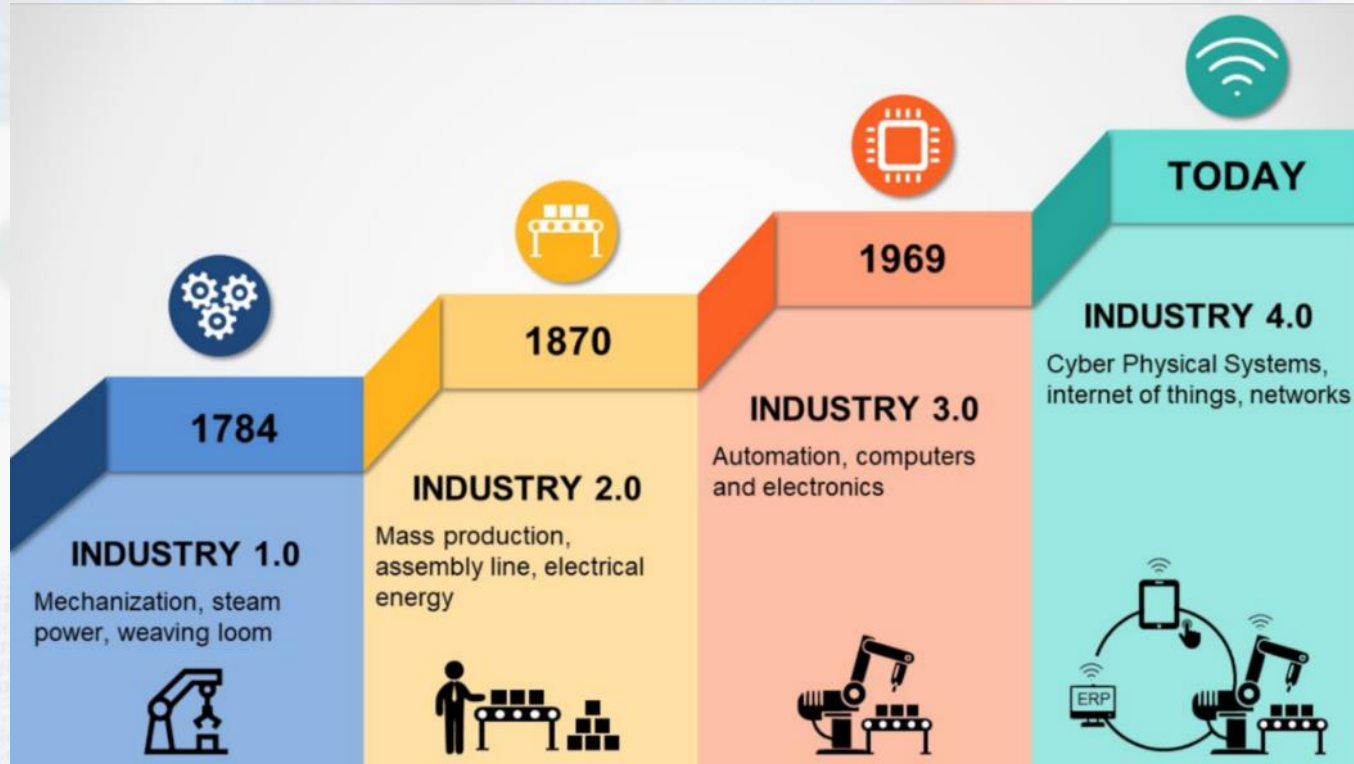 1784
INDUSTRY 1.0
Mechanization, steam
power, weaving loom
1870
INDUSTRY 2.0
Mass production,
assembly line, electrical
energy
1969
INDUSTRY 3.0
Automation, computers
and electronics
TODAY
INDUSTRY 4.0
Cyber Physical Systems,
internet of things, networks
ERP